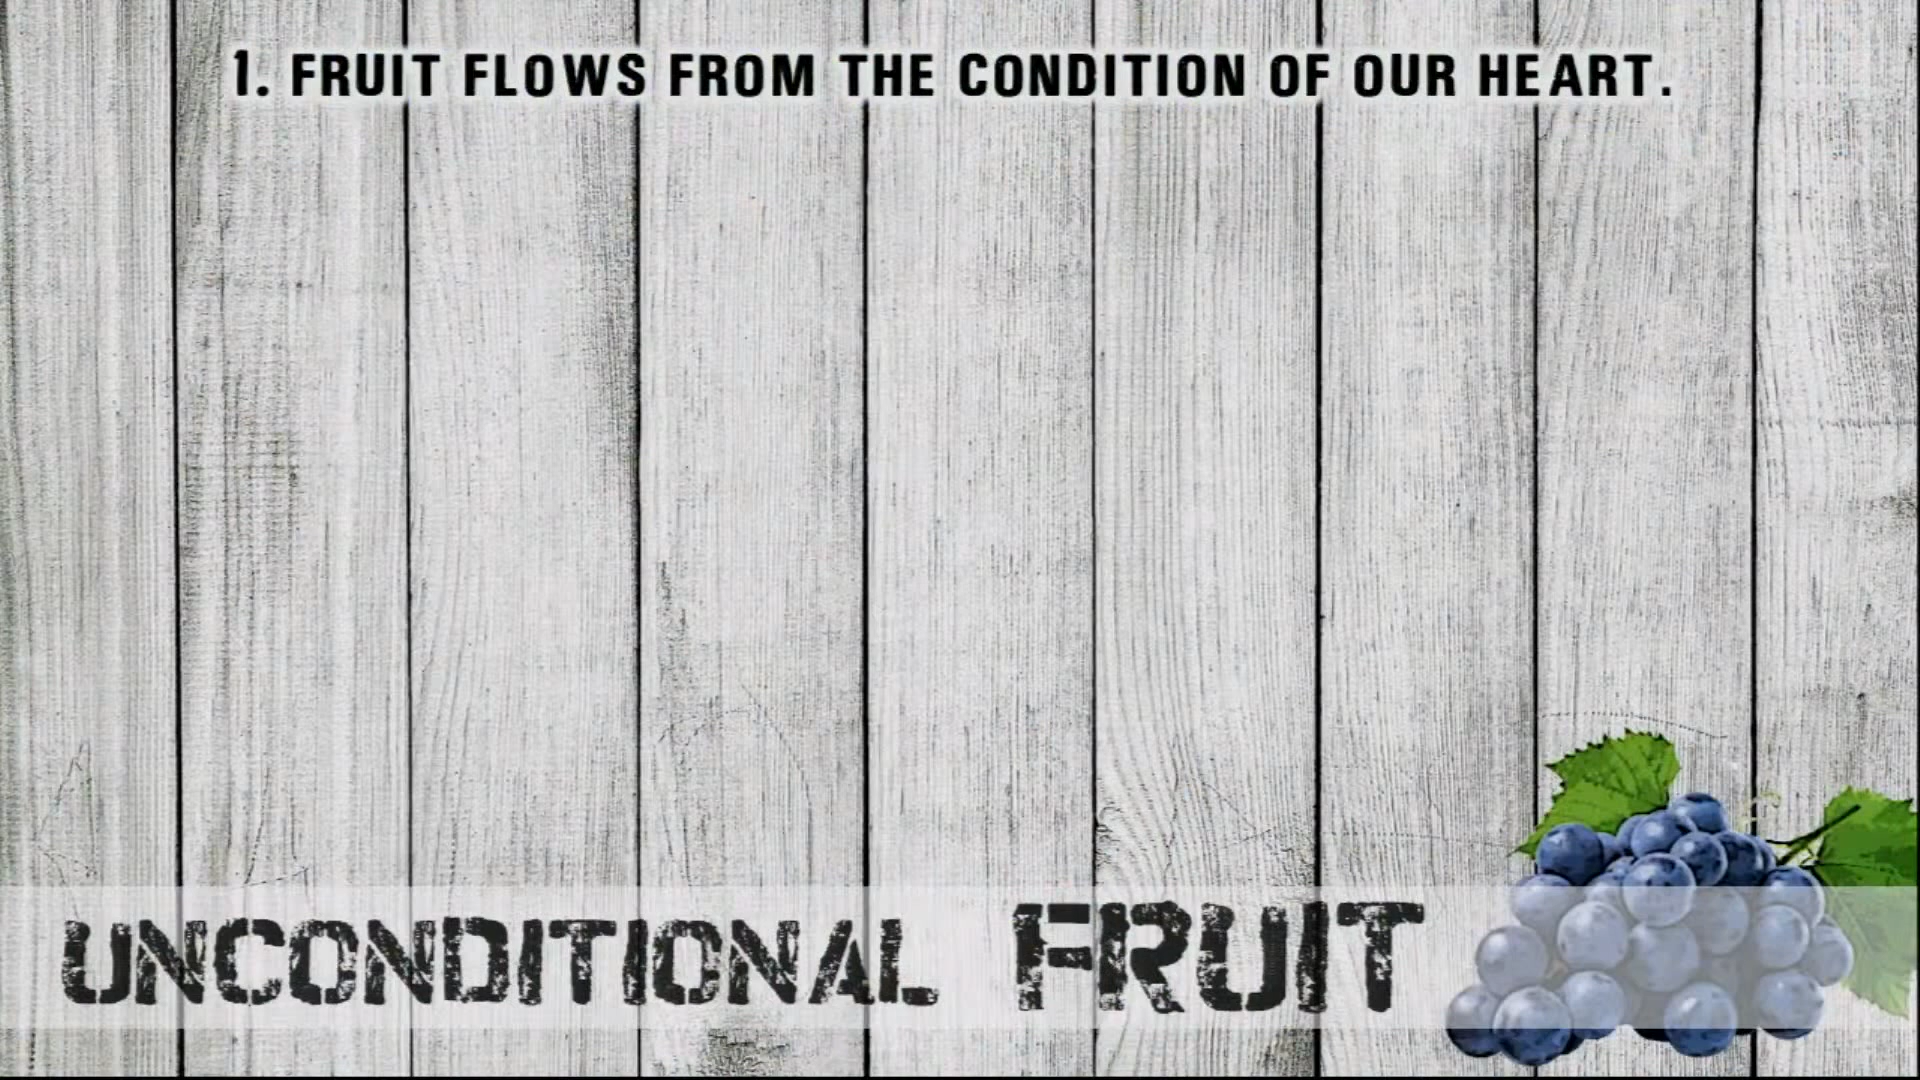 1. FRUIT FLOWS FROM THE CONDITION OF OUR HEART.
UNCONDITIONAL FRUIT